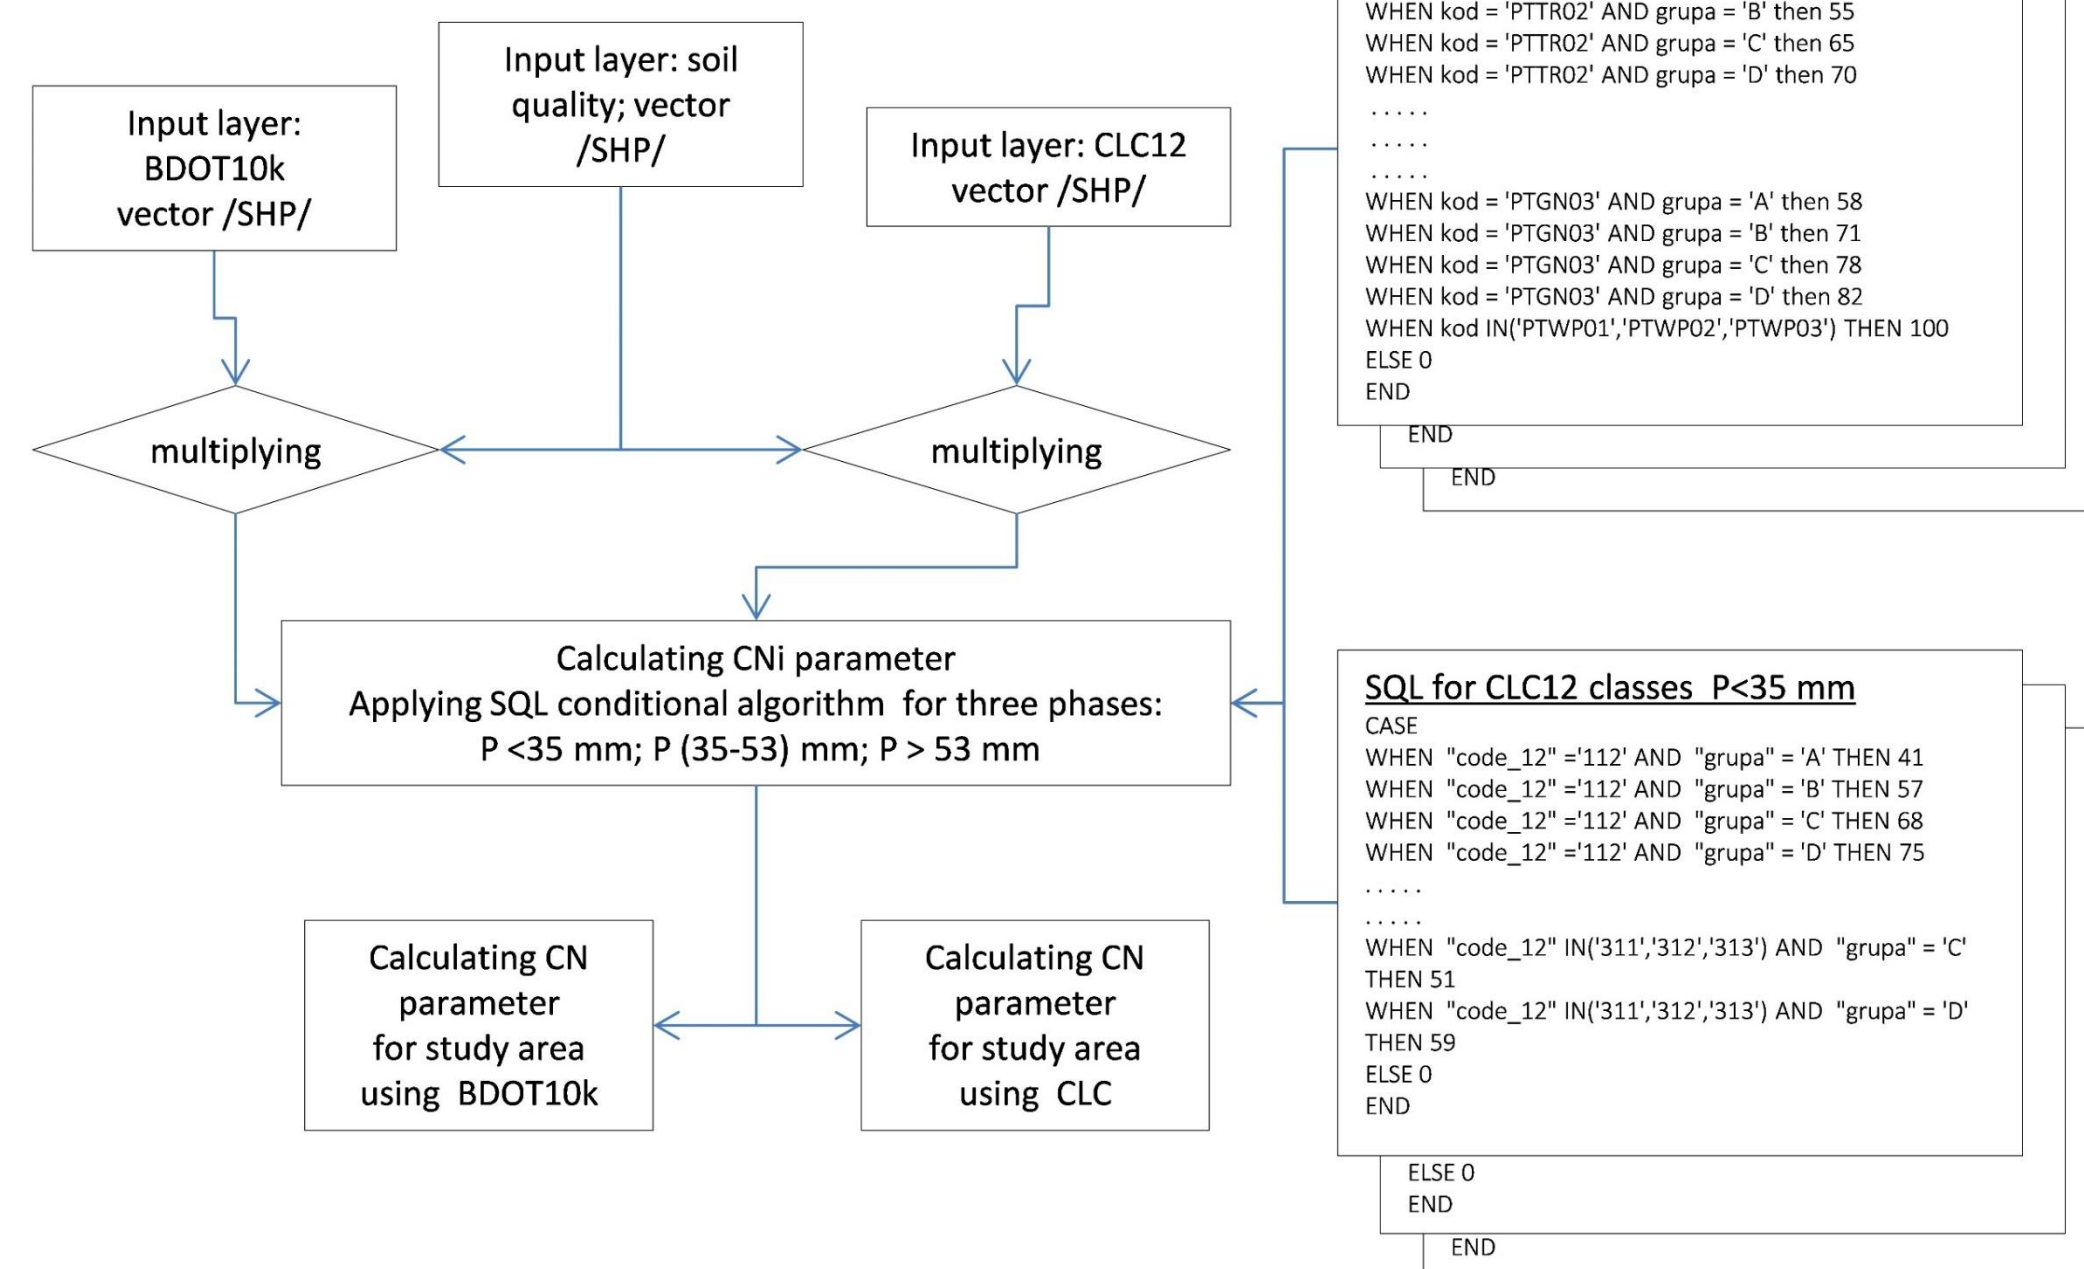 Input layer:
BDOT10k
vector /SHP/
Input layer: soil
quality; vector
/SHP/
Input layer: CLC12
vector /SHP/
multiplying
multiplying
Calculating CNi parameter
Applying SQL conditional algorithm for three phases:
P <35 mm; P (35-53) mm; P > 53 mm
Calculating CN
parameter
for study area
using BDOT10k
Calculating CN
parameter
for study area
using CLC
WHEN kod = 'PTTR02' AND grupa = 'B' then 55
WHEN kod = 'PTTR02' AND grupa = 'C' then 65
WHEN kod = 'PTTR02' AND grupa = 'D' then 70
. . . . .
. . . . .
. . . . .
WHEN kod = 'PTGN03' AND grupa = 'A' then 58
WHEN kod = 'PTGN03' AND grupa = 'B' then 71
WHEN kod = 'PTGN03' AND grupa = 'C' then 78
WHEN kod = 'PTGN03' AND grupa = 'D' then 82
WHEN kod IN('PTWP01','PTWP02','PTWP03') THEN 100
ELSE 0
END
END
END
SQL for CLC12 classes P<35 mm
CASE
WHEN "code_12" ='112' AND "grupa" = 'A' THEN 41
WHEN "code_12" ='112' AND "grupa" = 'B' THEN 57
WHEN "code_12" ='112' AND "grupa" = 'C' THEN 68
WHEN "code_12" ='112' AND "grupa" = 'D' THEN 75
. . . . .
. . . . .
WHEN "code_12" IN('311','312','313') AND "grupa" = 'C'
THEN 51
WHEN "code_12" IN('311','312','313') AND "grupa" = 'D'
THEN 59
ELSE 0
END
ELSE 0
END
END